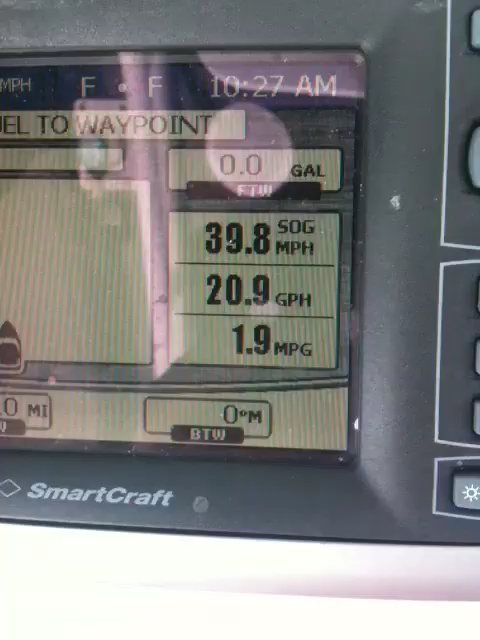 MPH F F 10:27 AM
UEL TO WAYPOINT
0.0 GAL
FTW
39.8 SOG MPH
20.9 GPH
1.9 MPG
.0 MI
0°M
BTW
SmartCraft